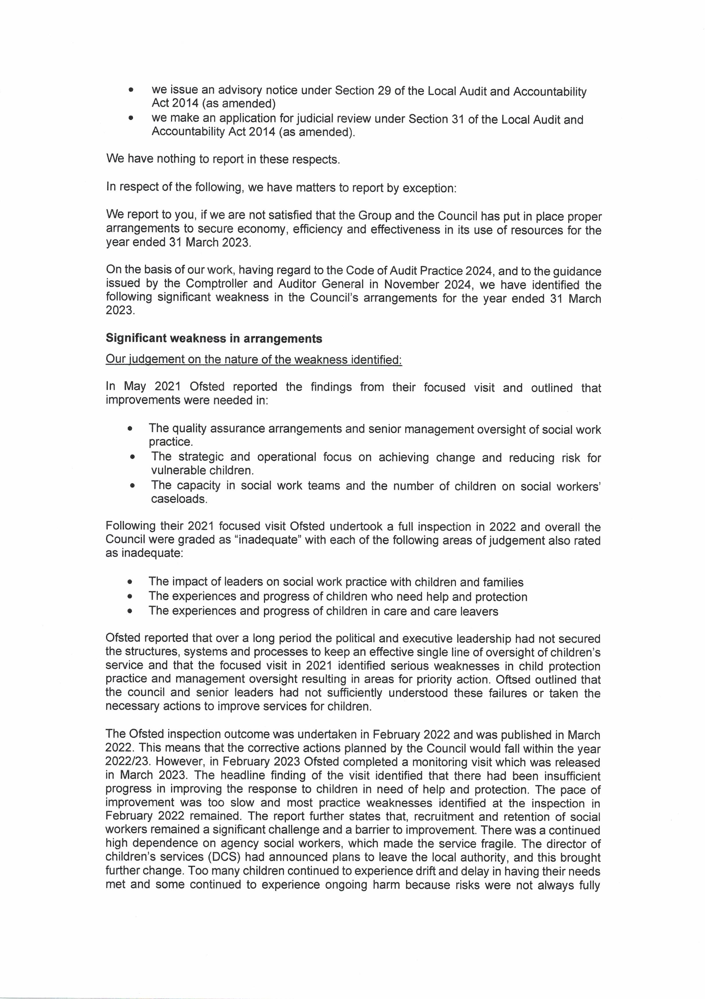 • we issue an advisory notice under Section 29 of the Local Audit and Accountability
Act 2014 (as amended)
• we make an application for judicial review under Section 31 of the Local Audit and
Accountability Act 2014 (as amended).
We have nothing to report in these respects.
In respect of the following, we have matters to report by exception:
We report to you, if we are not satisfied that the Group and the Council has put in place proper
arrangements to secure economy, efficiency and effectiveness in its use of resources for the
year ended 31 March 2023.
On the basis of our work, having regard to the Code of Audit Practice 2024, and to the guidance
issued by the Comptroller and Auditor General in November 2024, we have identified the
following significant weakness in the Council's arrangements for the year ended 31 March
2023.
Significant weakness in arrangements
Our judgement on the nature of the weakness identified:
In May 2021 Ofsted reported the findings from their focused visit and outlined that
improvements were needed in:
• The quality assurance arrangements and senior management oversight of social work
practice.
• The strategic and operational focus on achieving change and reducing risk for
vulnerable children.
• The capacity in social work teams and the number of children on social workers'
caseloads.
Following their 2021 focused visit Ofsted undertook a full inspection in 2022 and overall the
Council were graded as "inadequate" with each of the following areas of judgement also rated
as inadequate:
• The impact of leaders on social work practice with children and families
• The experiences and progress of children who need help and protection
• The experiences and progress of children in care and care leavers
Ofsted reported that over a long period the political and executive leadership had not secured
the structures, systems and processes to keep an effective single line of oversight of children's
service and that the focused visit in 2021 identified serious weaknesses in child protection
practice and management oversight resulting in areas for priority action. Oftsed outlined that
the council and senior leaders had not sufficiently understood these failures or taken the
necessary actions to improve services for children.
The Ofsted inspection outcome was undertaken in February 2022 and was published in March
2022. This means that the corrective actions planned by the Council would fall within the year
2022/23. However, in February 2023 Ofsted completed a monitoring visit which was released
in March 2023. The headline finding of the visit identified that there had been insufficient
progress in improving the response to children in need of help and protection. The pace of
improvement was too slow and most practice weaknesses identified at the inspection in
February 2022 remained. The report further states that, recruitment and retention of social
workers remained a significant challenge and a barrier to improvement. There was a continued
high dependence on agency social workers, which made the service fragile. The director of
children's services (DCS) had announced plans to leave the local authority, and this brought
further change. Too many children continued to experience drift and delay in having their needs
met and some continued to experience ongoing harm because risks were not always fully